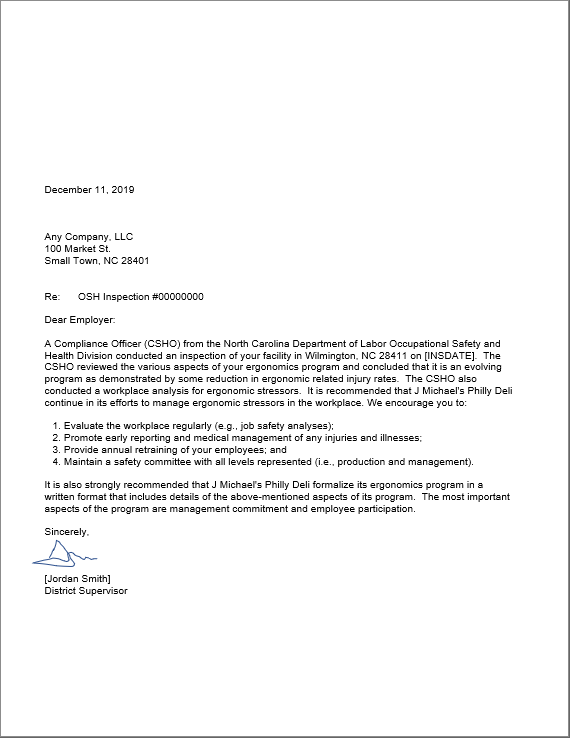 December 11, 2019
Any Company, LLC
100 Market St.
Small Town, NC 28401
Re: OSH Inspection #00000000
Dear Employer:
A Compliance Officer (CSHO) from the North Carolina Department of Labor Occupational Safety and
Health Division conducted an inspection of your facility in Wilmington, NC 28411 on [INSDATE].  The
CSHO reviewed the various aspects of your ergonomics program and concluded that it is an evolving
program as demonstrated by some reduction in ergonomic related injury rates.  The CSHO also
conducted a workplace analysis for ergonomic stressors.  It is recommended that J Michael's Philly Deli
continue in its efforts to manage ergonomic stressors in the workplace. We encourage you to:
1. Evaluate the workplace regularly (e.g., job safety analyses);
2. Promote early reporting and medical management of any injuries and illnesses;
3. Provide annual retraining of your employees; and
4. Maintain a safety committee with all levels represented (i.e., production and management).
It is also strongly recommended that J Michael's Philly Deli formalize its ergonomics program in a
written format that includes details of the above-mentioned aspects of its program.  The most important
aspects of the program are management commitment and employee participation.
Sincerely,
[Jordan Smith]
District Supervisor